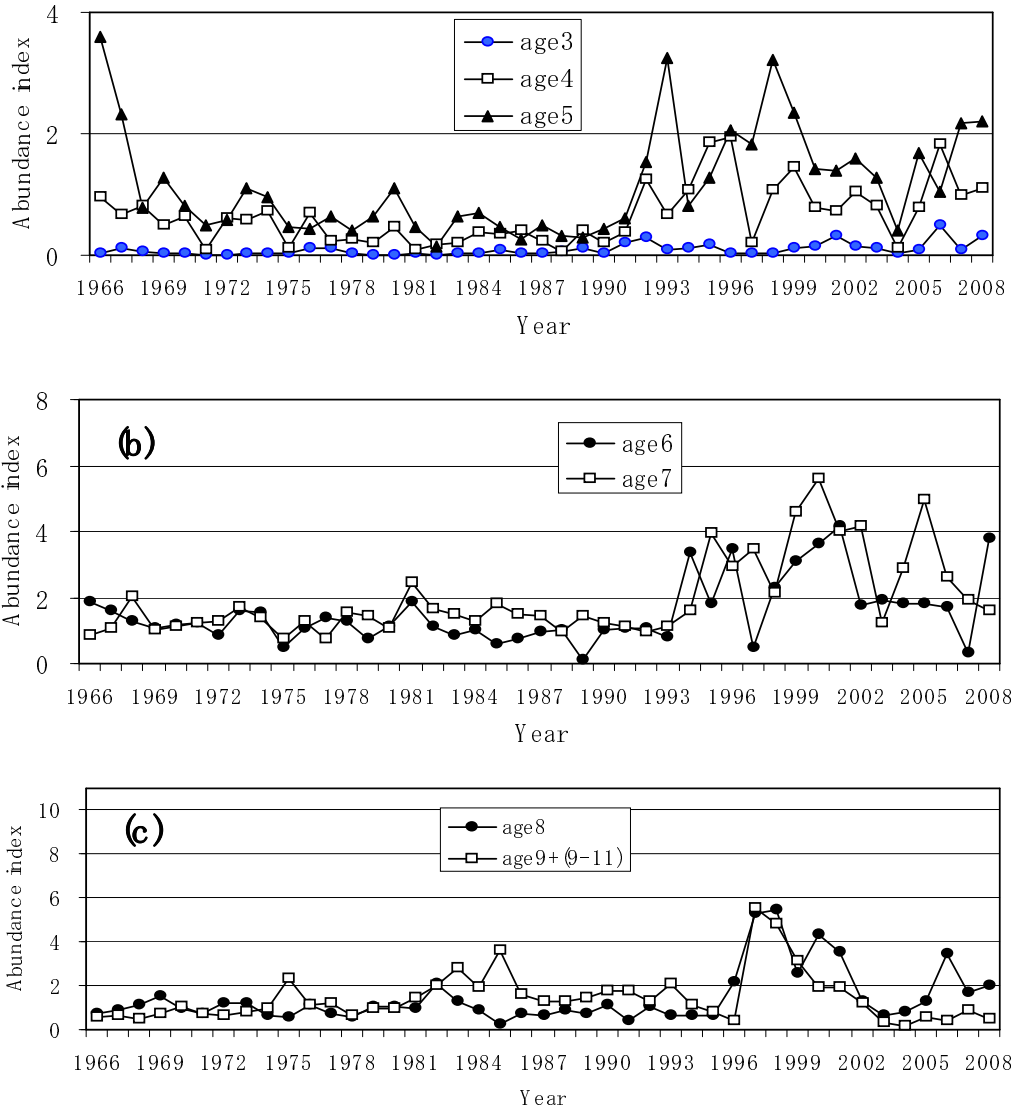 4
2
0
Abundance index
age3
age4
age5
1966 1969 1972 1975 1978 1981 1984 1987 1990 1993 1996 1999 2002 2005 2008
Year
8
6
4
2
0
Abundance index
(b)
age6
age7
1966 1969 1972 1975 1978 1981 1984 1987 1990 1993 1996 1999 2002 2005 2008
Year
10
8
6
4
2
0
Abundance index
(c)
age8
age9+(9-11)
1966 1969 1972 1975 1978 1981 1984 1987 1990 1993 1996 1999 2002 2005 2008
Year